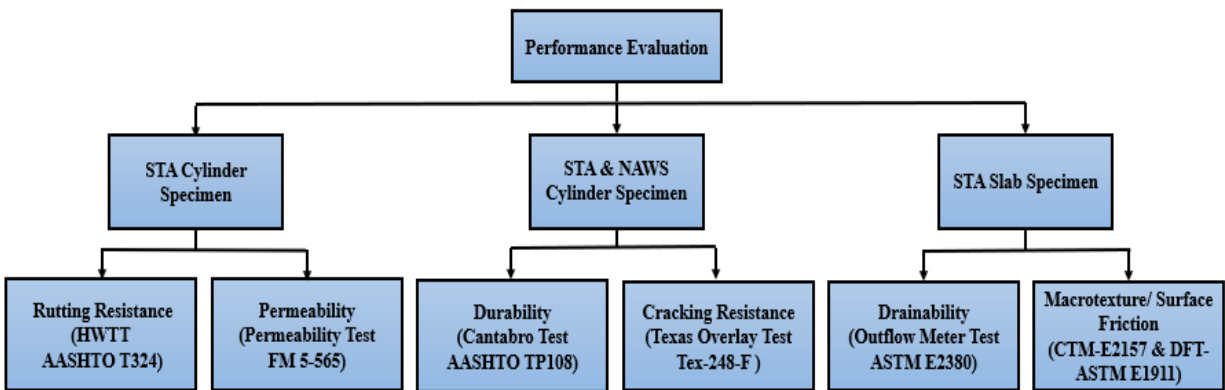 Performance Evaluation
STA Cylinder
Specimen
STA & NAWS
Cylinder Specimen
STA Slab Specimen
Rutting Resistance
(HWTT
AASHTO T324)
Permeability
(Permeability Test
FM 5-565)
Durability
(Cantabro Test
AASHTO TP108)
Cracking Resistance
(Texas Overlay Test
Tex-248-F )
Drainability
(Outflow Meter Test
ASTM E2380)
Macrotexture/ Surface
Friction
(CTM-E2157 & DFT-
ASTM E1911)